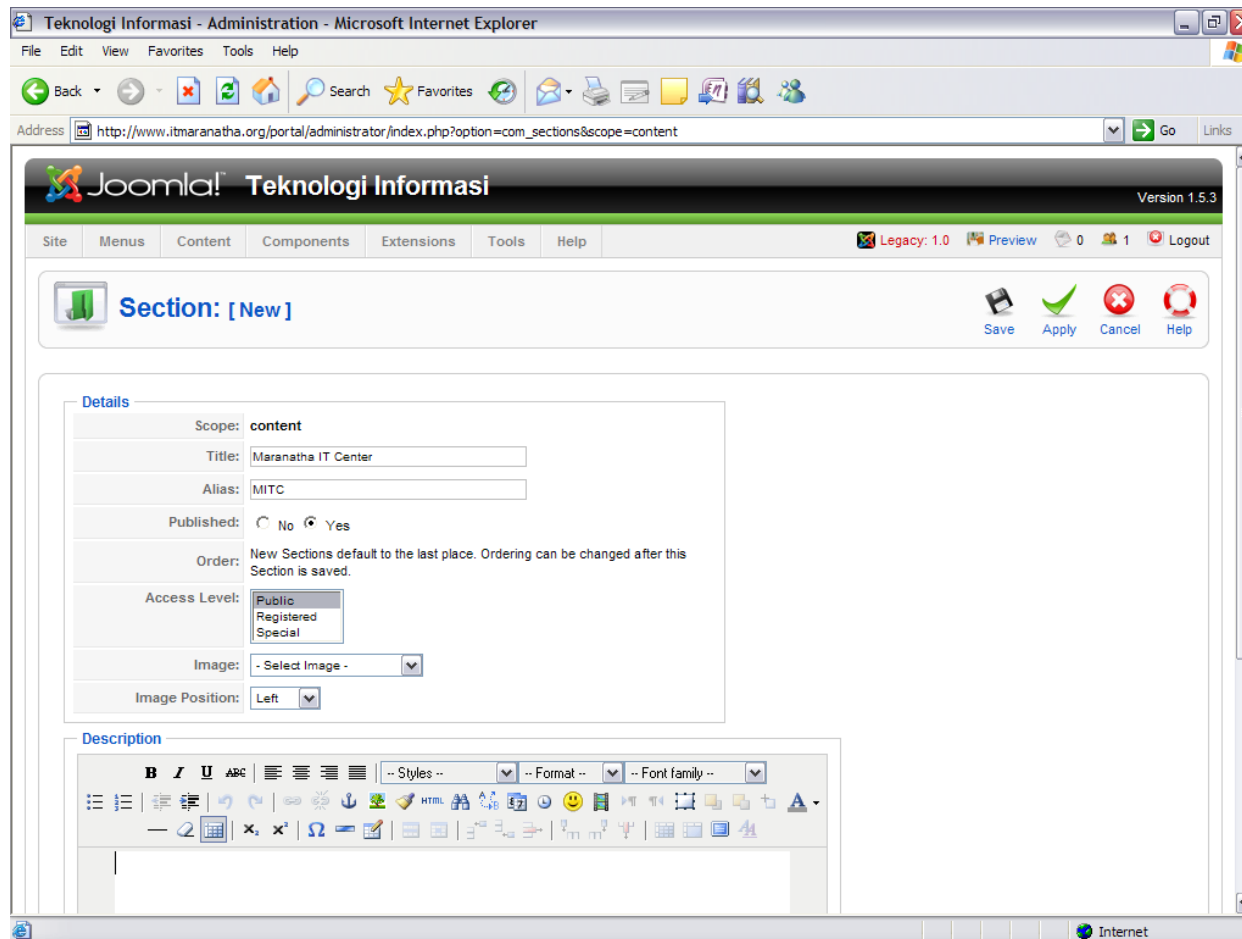 Teknologi Informasi - Administration - Microsoft Internet Explorer
File Edit View Favorites Tools Help
Back Search Favorites
Address http://www.itmaranatha.org/portal/administrator/index.php?option=com_sections&scope=content Go Links
Joomla! Teknologi Informasi
Version 1.5.3
Site Menus Content Components Extensions Tools Help Legacy: 1.0 Preview 0 1 Logout
Section: [ New ]
Save Apply Cancel Help
Details
Scope: content
Title: Maranatha IT Center
Alias: MITC
Published: No Yes
Order: New Sections default to the last place. Ordering can be changed after this
Section is saved.
Access Level: Public
Registered
Special
Image: - Select Image -
Image Position: Left
Description
B I U ABC -- Styles -- -- Format -- -- Font family --
HTML A
x₂ x² Ω
Internet